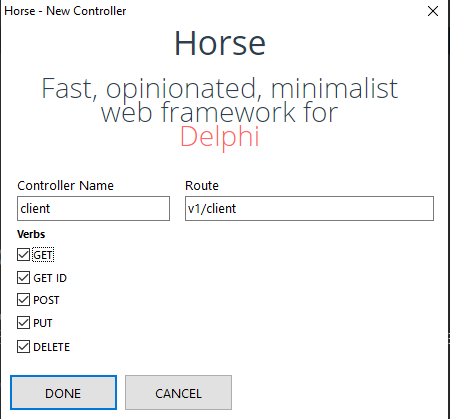 Horse - New Controller
Horse
Fast, opinionated, minimalist
web framework for
Delphi
Controller Name
Route
client
v1/client
Verbs
GET
GET ID
POST
PUT
DELETE
DONE
CANCEL